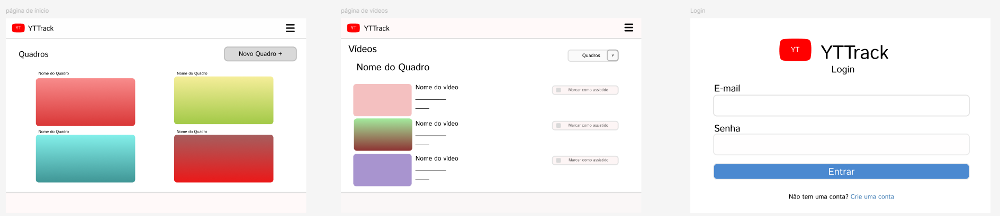 página de inicio
YT YTTrack
Quadros
Novo Quadro +
Nome do Quadro
Nome do Quadro
Nome do Quadro
Nome do Quadro
página de vídeos
YT YTTrack
Vídeos
Quadros v
Nome do Quadro
Nome do vídeo
Marcar como assistido
Nome do vídeo
Marcar como assistido
Nome do vídeo
Marcar como assistido
Login
YT YTTrack
Login
E-mail
Senha
Entrar
Não tem uma conta? Crie uma conta